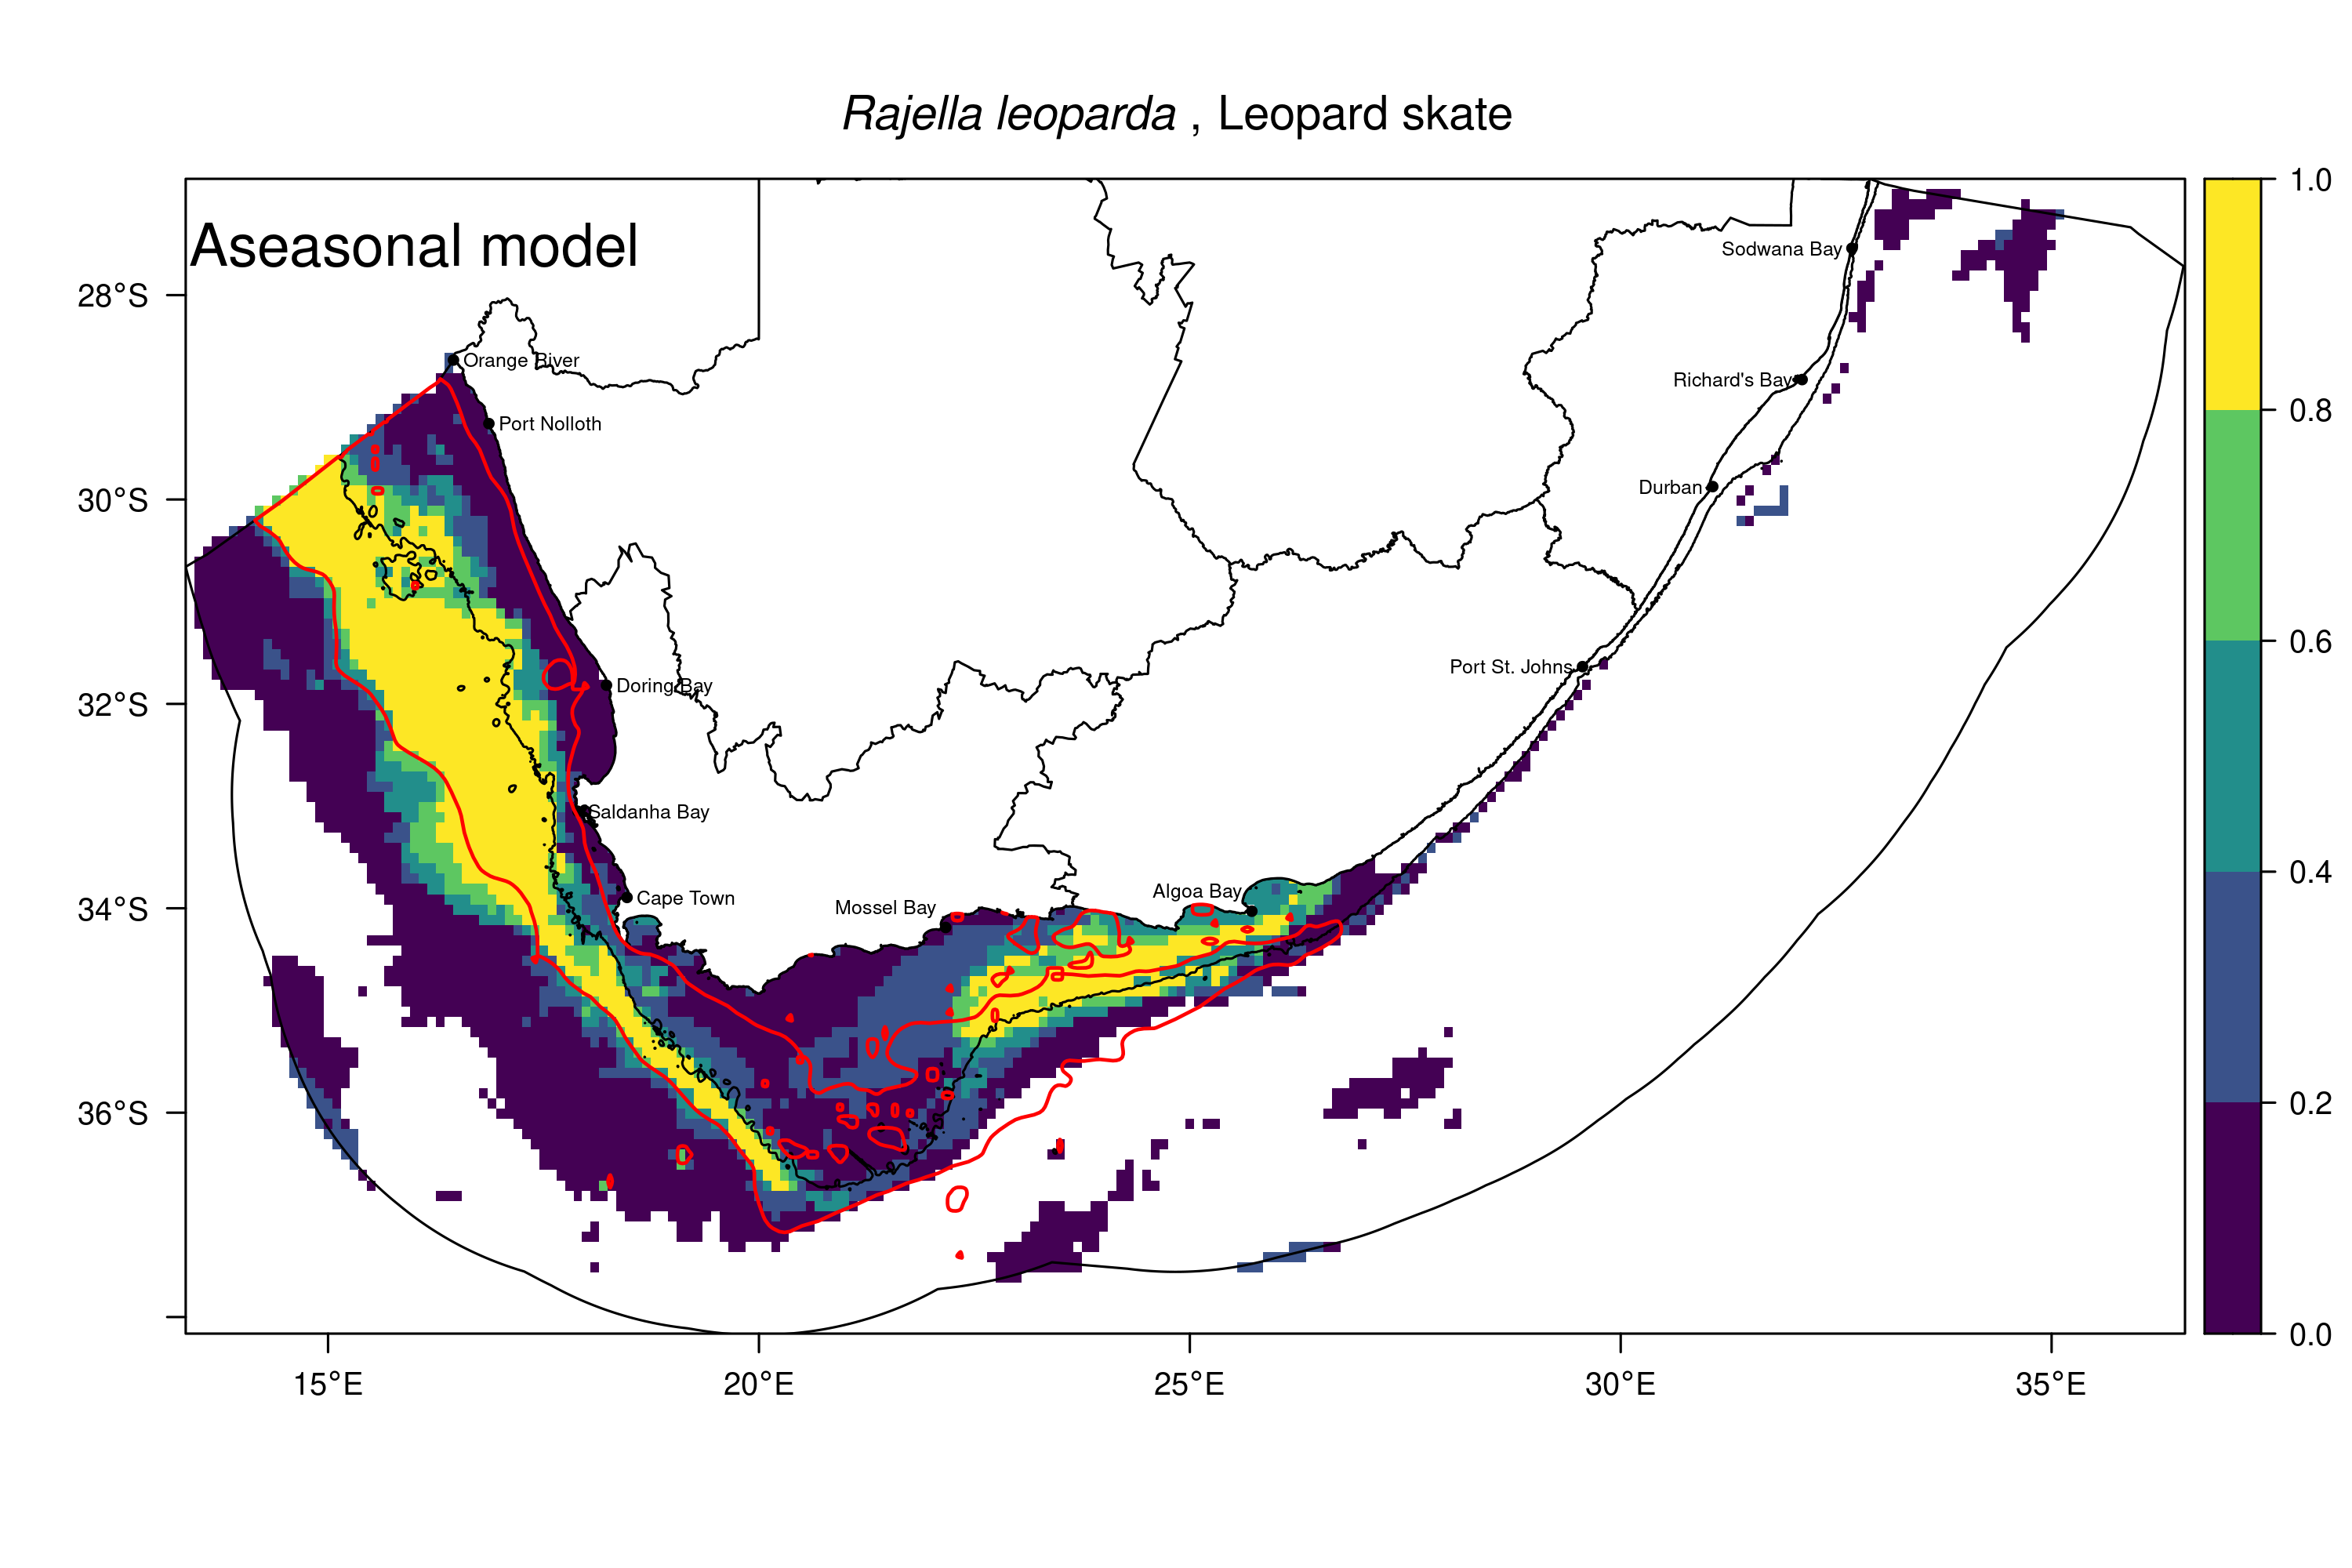 Rajella leoparda , Leopard skate
Aseasonal model
1.0
0.8
0.6
0.4
0.2
0.0
28°S
30°S
32°S
34°S
36°S
Sodwana Bay
Orange River
Richard's Bay
Port Nolloth
Durban
Port St. Johns
Doring Bay
Saldanha Bay
Algoa Bay
Cape Town
Mossel Bay
15°E
20°E
25°E
30°E
35°E